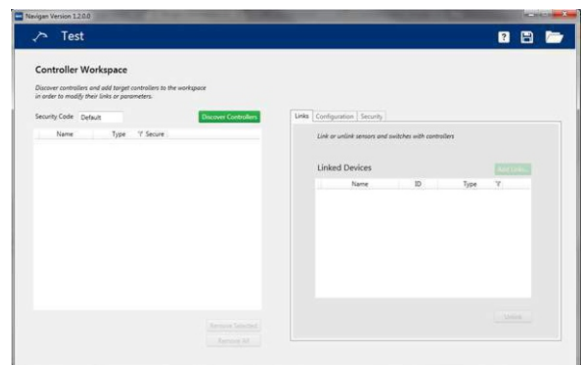 Navigan Version 1.2.0.0
Test
?
Controller Workspace
Discover controllers and add target controllers to the workspace
in order to modify their links or parameters.
Security Code Default Discover Controllers
Name Type Secure
Remove Selected
Remove All
Links Configuration Security
Link or unlink sensors and switches with controllers
Linked Devices
Name ID Type
Unlink